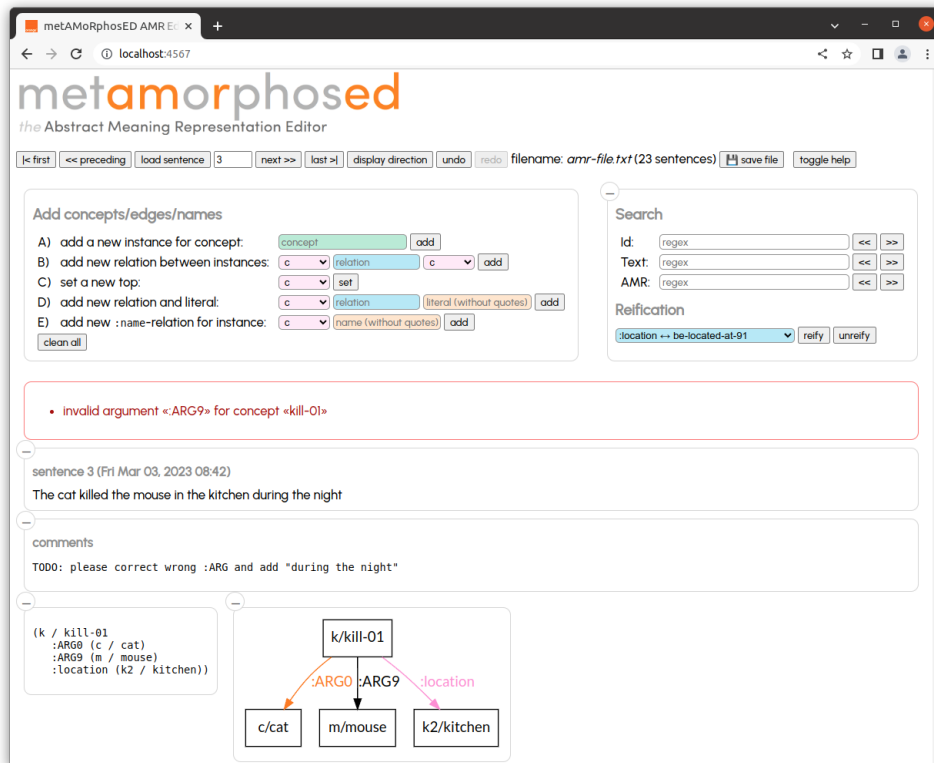 metAMoRphosED AMR Ec
localhost:4567
metamorphosed
the Abstract Meaning Representation Editor
|< first << preceding load sentence 3 next >> last >| display direction undo redo filename: amr-file.txt (23 sentences) save file toggle help
Add concepts/edges/names
A) add a new instance for concept: concept add
B) add new relation between instances: c relation c add
C) set a new top: c set
D) add new relation and literal: c relation literal (without quotes) add
E) add new :name-relation for instance: c name (without quotes) add
clean all
Search
Id: regex << >>
Text: regex << >>
AMR: regex << >>
Reification
:location ↔ be-located-at-91 reify unreify
• invalid argument «:ARG9» for concept «kill-01»
sentence 3 (Fri Mar 03, 2023 08:42)
The cat killed the mouse in the kitchen during the night
comments
TODO: please correct wrong :ARG and add "during the night"
(k / kill-01
:ARG0 (c / cat)
:ARG9 (m / mouse)
:location (k2 / kitchen))
k/kill-01
:ARG0 :ARG9 :location
c/cat m/mouse k2/kitchen